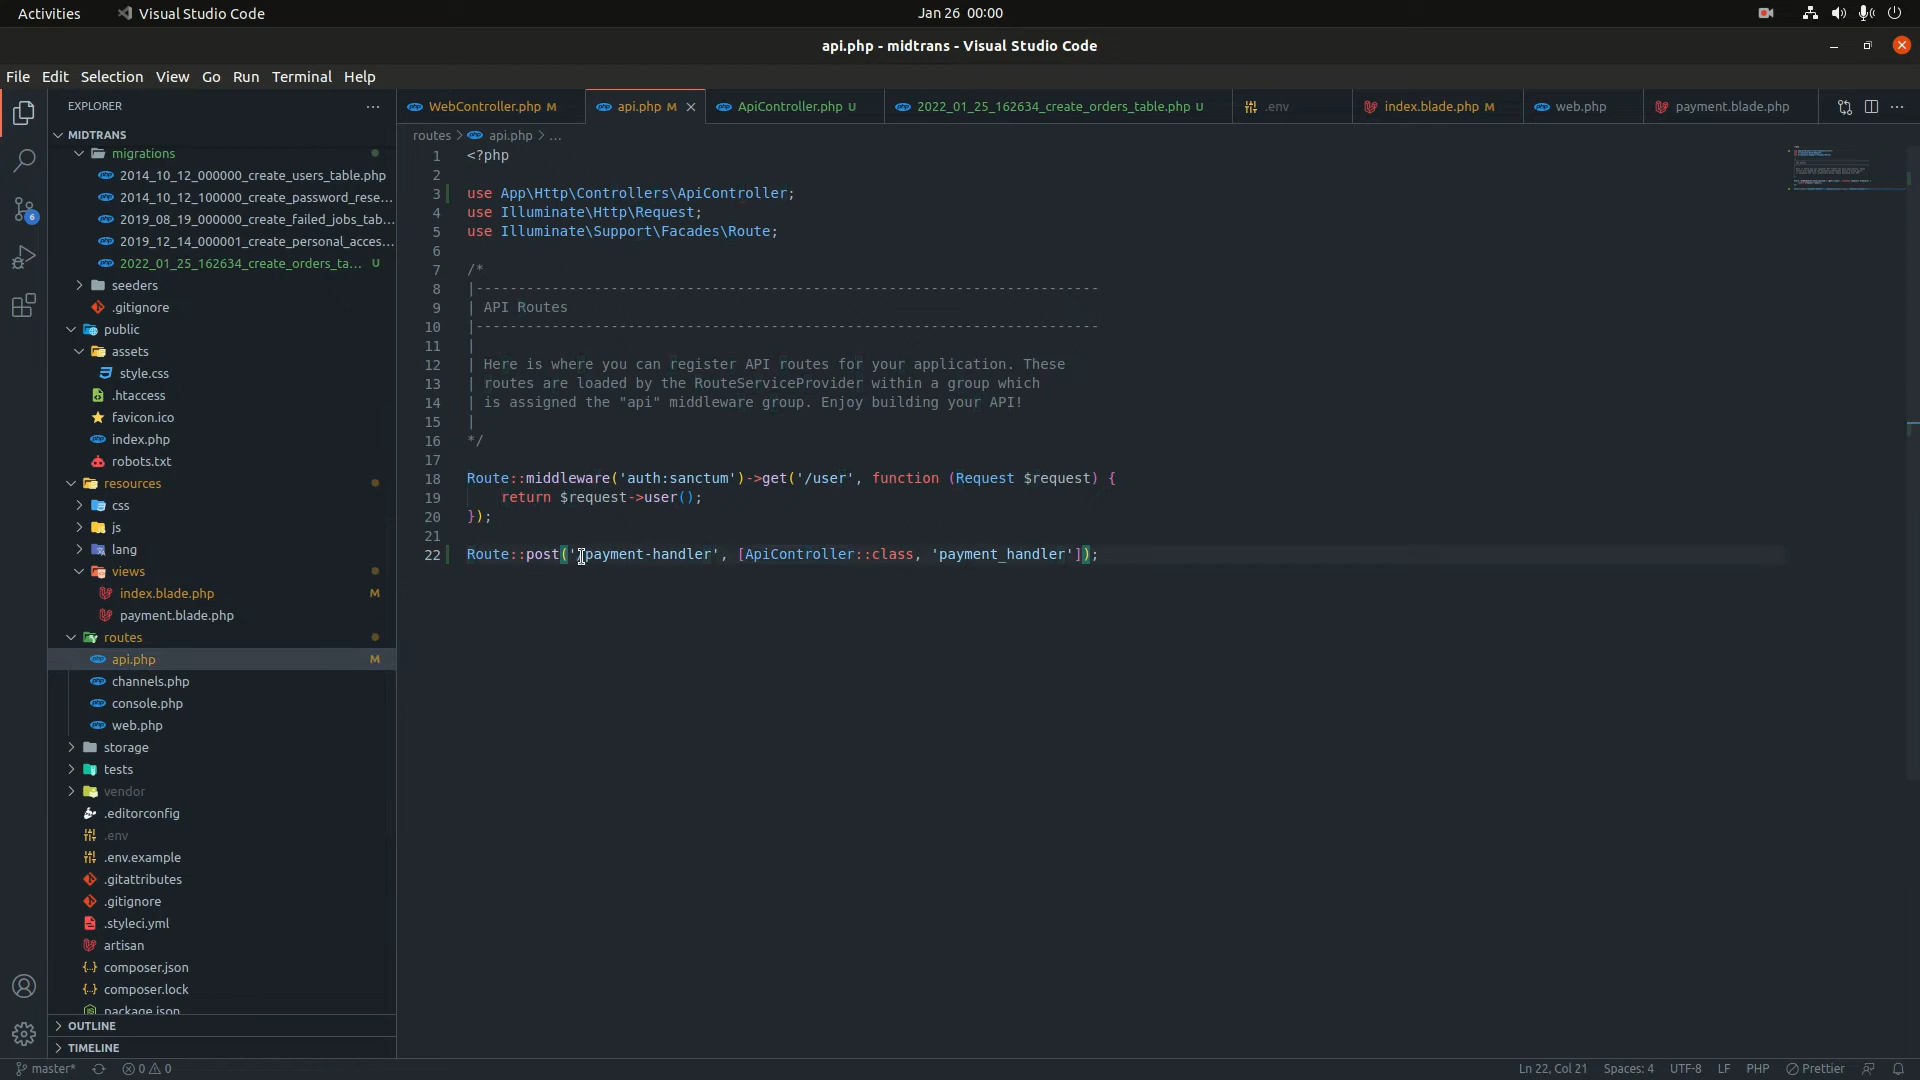 Activities
Visual Studio Code
Jan 26 00:00
api.php - midtrans - Visual Studio Code
File Edit Selection View Go Run Terminal Help
EXPLORER
MIDTRANS
migrations
2014_10_12_000000_create_users_table.php
2014_10_12_100000_create_password_rese...
2019_08_19_000000_create_failed_jobs_tab...
2019_12_14_000001_create_personal_acces...
2022_01_25_162634_create_orders_ta... U
seeders
.gitignore
public
assets
style.css
.htaccess
favicon.ico
index.php
robots.txt
resources
css
js
lang
views
index.blade.php M
payment.blade.php
routes
api.php M
channels.php
console.php
web.php
storage
tests
vendor
.editorconfig
.env
.env.example
.gitattributes
.gitignore
.styleci.yml
artisan
composer.json
composer.lock
package.json
OUTLINE
TIMELINE
6
WebController.php M
api.php M
ApiController.php U
2022_01_25_162634_create_orders_table.php U
.env
index.blade.php M
web.php
payment.blade.php
routes > api.php > ...
1 <?php
2
3 use App\Http\Controllers\ApiController;
4 use Illuminate\Http\Request;
5 use Illuminate\Support\Facades\Route;
6
7 /*
8 |--------------------------------------------------------------------------
9 | API Routes
10 |--------------------------------------------------------------------------
11 |
12 | Here is where you can register API routes for your application. These
13 | routes are loaded by the RouteServiceProvider within a group which
14 | is assigned the "api" middleware group. Enjoy building your API!
15 |
16 */
17
18 Route::middleware('auth:sanctum')->get('/user', function (Request $request) {
19 return $request->user();
20 });
21
22 Route::post('/payment-handler', [ApiController::class, 'payment_handler']);
master*
0 0
Ln 22, Col 21
Spaces: 4
UTF-8
LF
PHP
Prettier